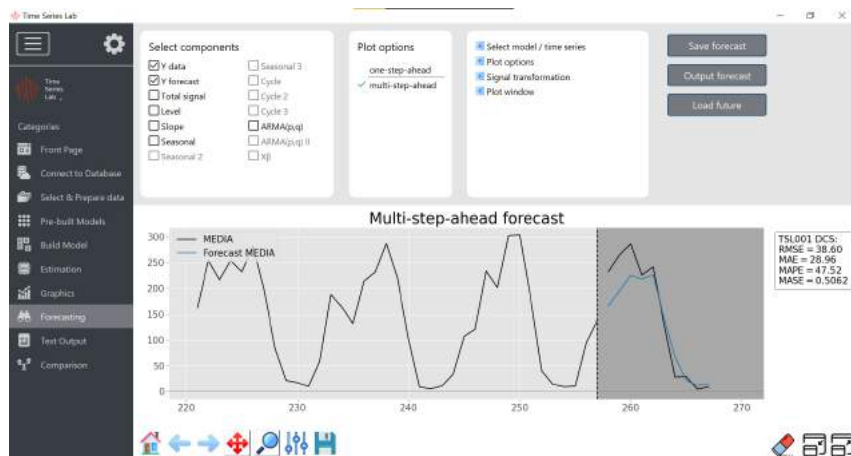 Time Series Lab
Time
Series
Lab
Categories
Front Page
Connect to Database
Select & Prepare data
Pre-built Models
Build Model
Estimation
Graphics
Forecasting
Text Output
Comparison
Select components
Y data
Y forecast
Total signal
Level
Slope
Seasonal
Seasonal 2
Seasonal 3
Cycle
Cycle 2
Cycle 3
ARMA(p,q)
ARMA(p,q) II
Xβ
Plot options
one-step-ahead
multi-step-ahead
Select model / time series
Plot options
Signal transformation
Plot window
Save forecast
Output forecast
Load future
Multi-step-ahead forecast
MEDIA
Forecast MEDIA
300
250
200
150
100
50
0
220
230
240
250
260
270
TSL001 DCS:
RMSE = 38.60
MAE = 28.96
MAPE = 47.52
MASE = 0.5062